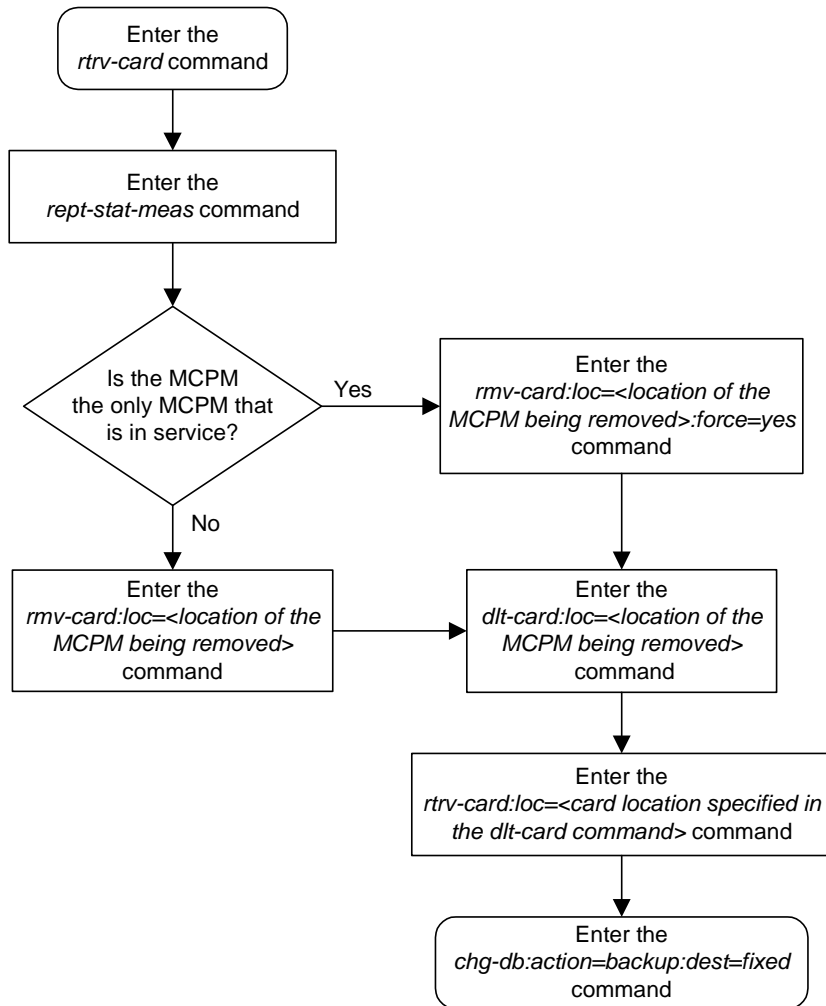 Enter the
rtrv-card command
Enter the
rept-stat-meas command
Is the MCPM
the only MCPM that
is in service?
Yes
Enter the
rmv-card:loc=<location of the
MCPM being removed>:force=yes
command
No
Enter the
rmv-card:loc=<location of the
MCPM being removed>
command
Enter the
dlt-card:loc=<location of the
MCPM being removed>
command
Enter the
rtrv-card:loc=<card location specified in
the dlt-card command> command
Enter the
chg-db:action=backup:dest=fixed
command